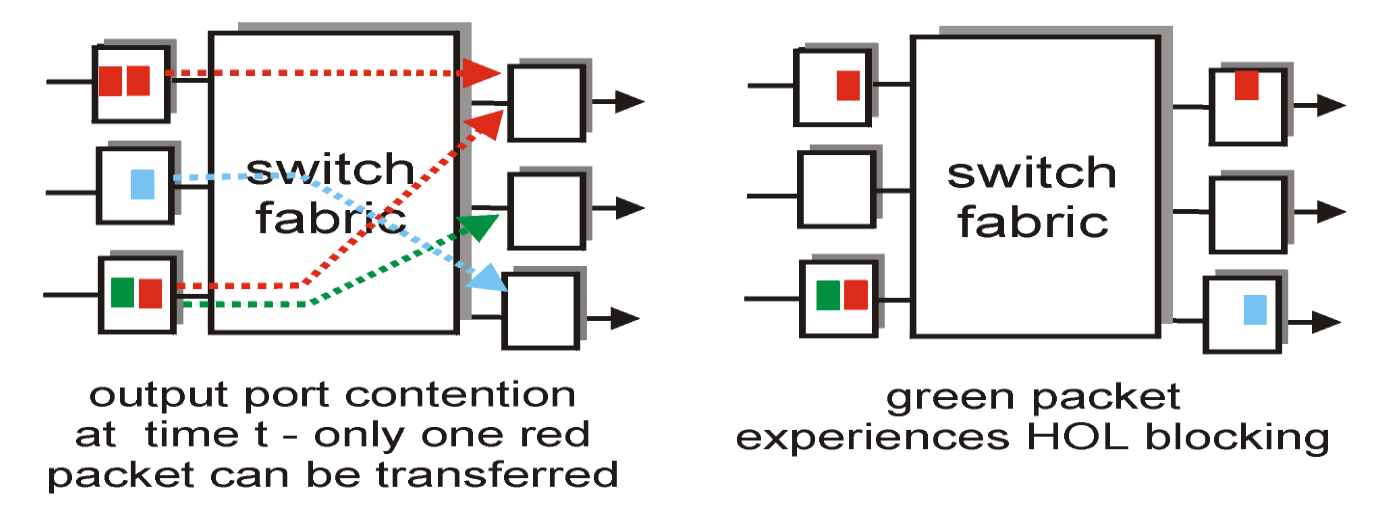 switch
fabric
output port contention
at time t - only one red
packet can be transferred
switch
fabric
green packet
experiences HOL blocking